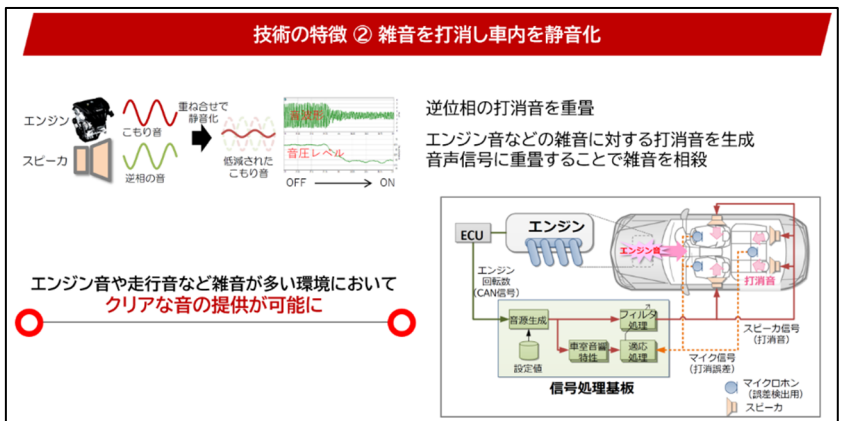 技術の特徴 ② 雑音を打消し車内を静音化
エンジン
こもり音
スピーカ
逆相の音
重ね合せで
静音化
低減された
こもり音
音波形
音圧レベル
OFF
ON
逆位相の打消音を重畳
エンジン音などの雑音に対する打消音を生成
音声信号に重畳することで雑音を相殺
エンジン音や走行音など雑音が多い環境において
クリアな音の提供が可能に
ECU
エンジン
エンジン音
打消音
エンジン
回転数
(CAN信号)
音源生成
フィルタ
処理
車室音響
特性
適応
処理
設定値
信号処理基板
スピーカ信号
(打消音)
マイク信号
(打消誤差)
マイクロホン
(誤差検出用)
スピーカ